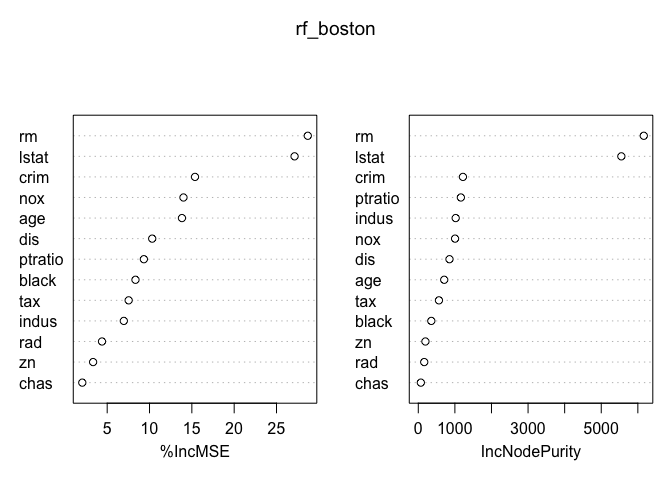 rf_boston
rm
lstat
crim
nox
age
dis
ptratio
black
tax
indus
rad
zn
chas
5 10 15 20 25
%IncMSE
rm
lstat
crim
ptratio
indus
nox
dis
age
tax
black
zn
rad
chas
0 1000 3000 5000
IncNodePurity